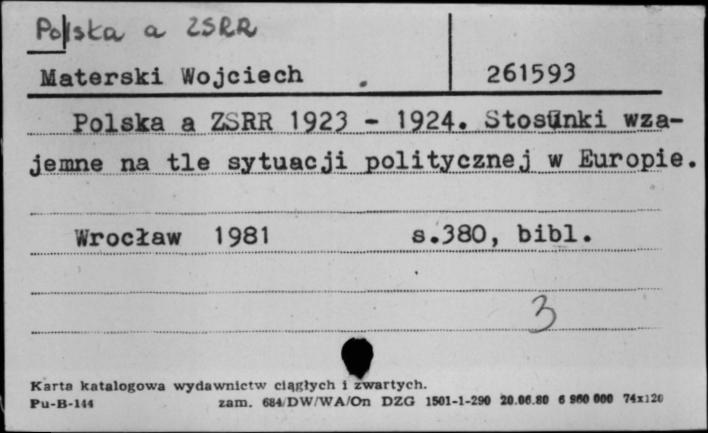 Polska a ZSRR
Materski Wojciech 261593
Polska a ZSRR 1923 - 1924. Stosunki wza-
jemne na tle sytuacji politycznej w Europie.
Wrocław 1981 s.380, bibl.
3
Karta katalogowa wydawnictw ciągłych i zwartych.
Pu-B-144 zam. 684/DW/WA/On DZG 1501-1-290 20.06.80 6 960 000 74x120